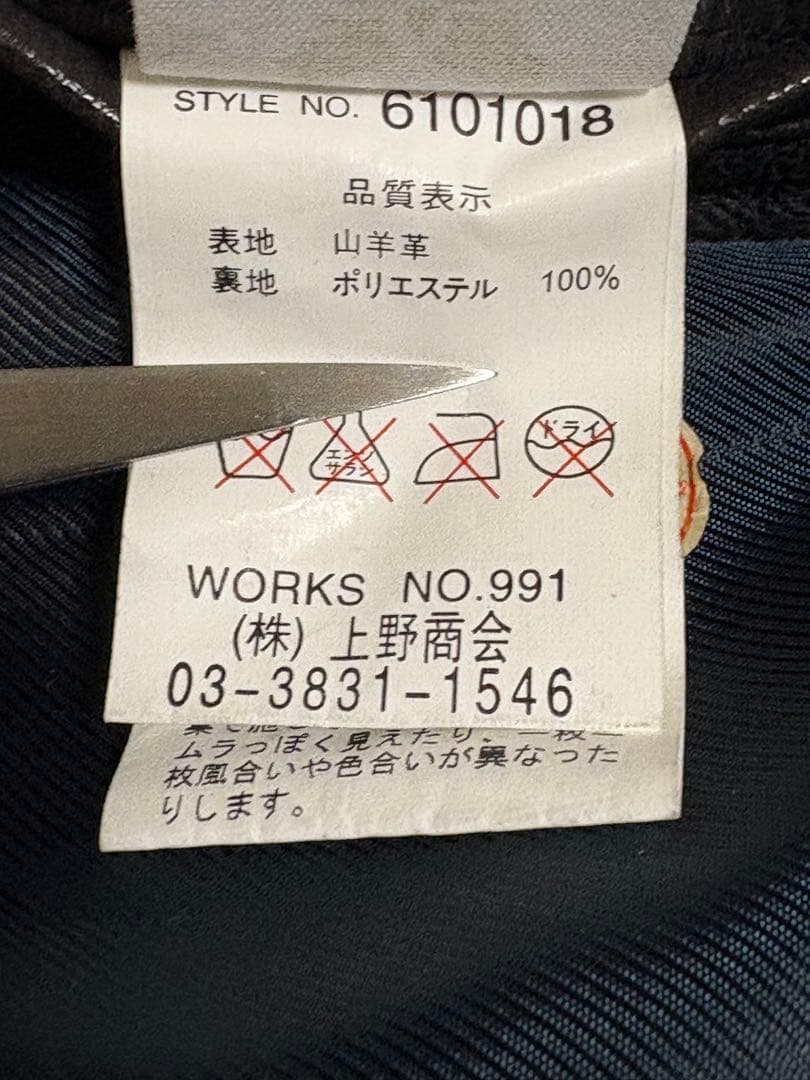 STYLE NO. 6101018
品質表示
表地 山羊革
裏地 ポリエステル 100%
エンソ
サラシ
ドライ
WORKS NO.991
(株) 上野商会
03-3831-1546
ムラっぽく見えたり、一枚一
枚風合いや色合いが異なった
りします。